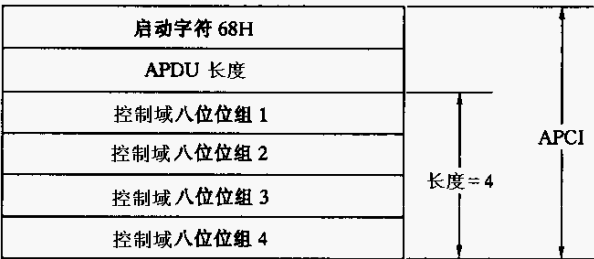 启动字符 68H
APDU 长度
控制域八位位组 1
控制域八位位组 2
控制域八位位组 3
控制域八位位组 4
长度=4
APCI